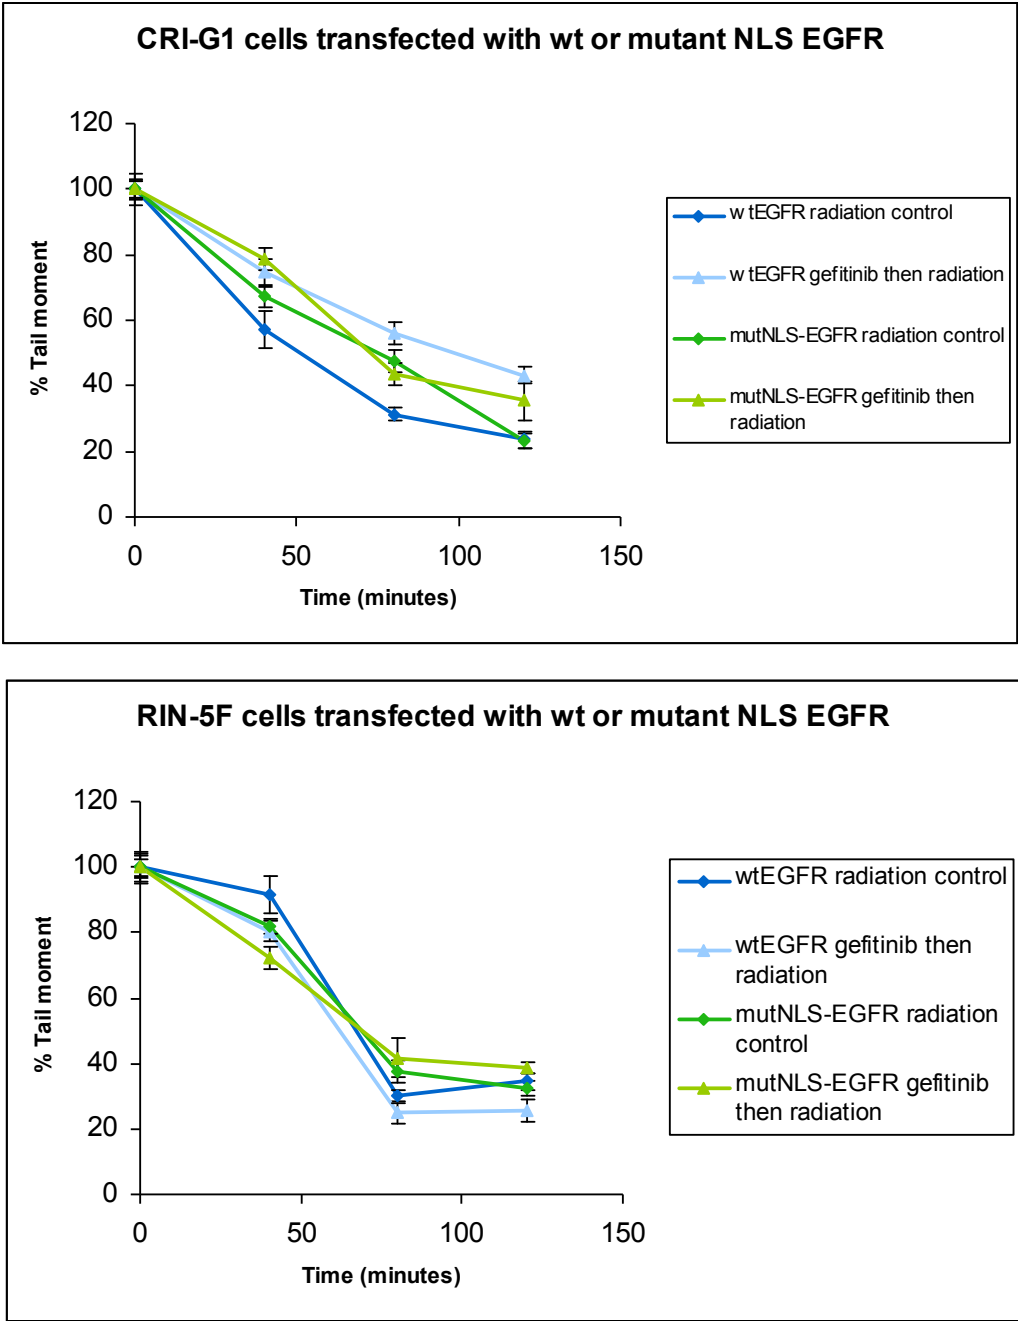 CRI-G1 cells transfected with wt or mutant NLS EGFR
120
100
80
60
40
20
0
% Tail moment
0 50 100 150
Time (minutes)
w tEGFR radiation control
w tEGFR gefitinib then radiation
mutNLS-EGFR radiation control
mutNLS-EGFR gefitinib then
radiation
RIN-5F cells transfected with wt or mutant NLS EGFR
120
100
80
60
40
20
0
% Tail moment
0 50 100 150
Time (minutes)
wtEGFR radiation control
wtEGFR gefitinib then
radiation
mutNLS-EGFR radiation
control
mutNLS-EGFR gefitinib
then radiation